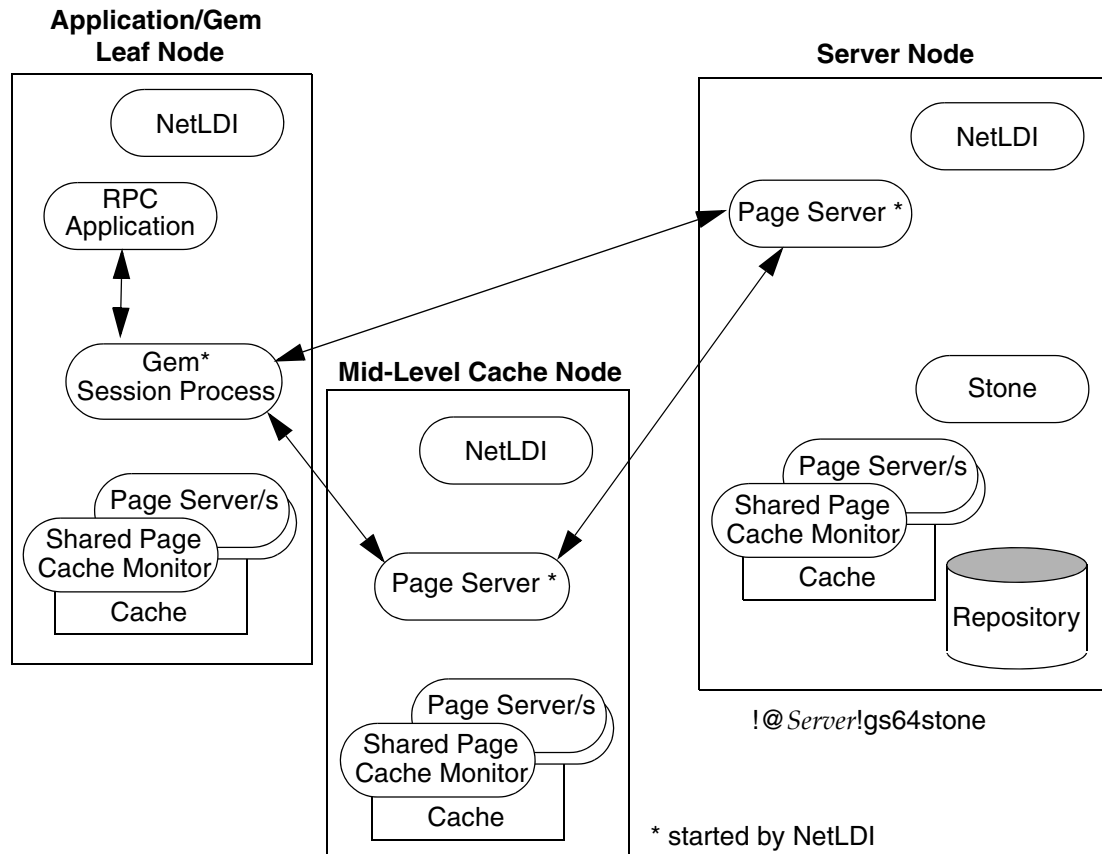 Application/Gem
Leaf Node
NetLDI
RPC
Application
Gem*
Session Process
Page Server/s
Shared Page
Cache Monitor
Cache
Mid-Level Cache Node
NetLDI
Page Server *
Page Server/s
Shared Page
Cache Monitor
Cache
Server Node
NetLDI
Page Server *
Stone
Page Server/s
Shared Page
Cache Monitor
Cache
Repository
!@Server!gs64stone
* started by NetLDI